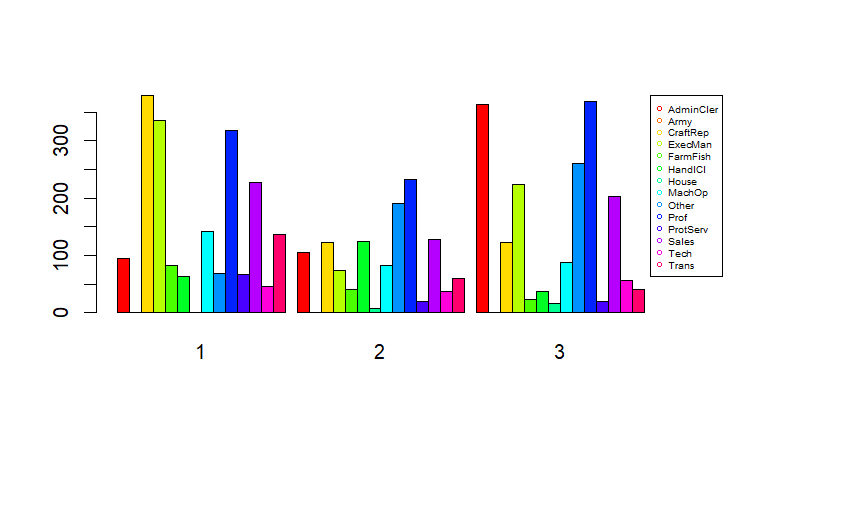 300
200
100
0
1 2 3
AdminCler
Army
CraftRep
ExecMan
FarmFish
HandlCl
House
MachOp
Other
Prof
ProtServ
Sales
Tech
Trans